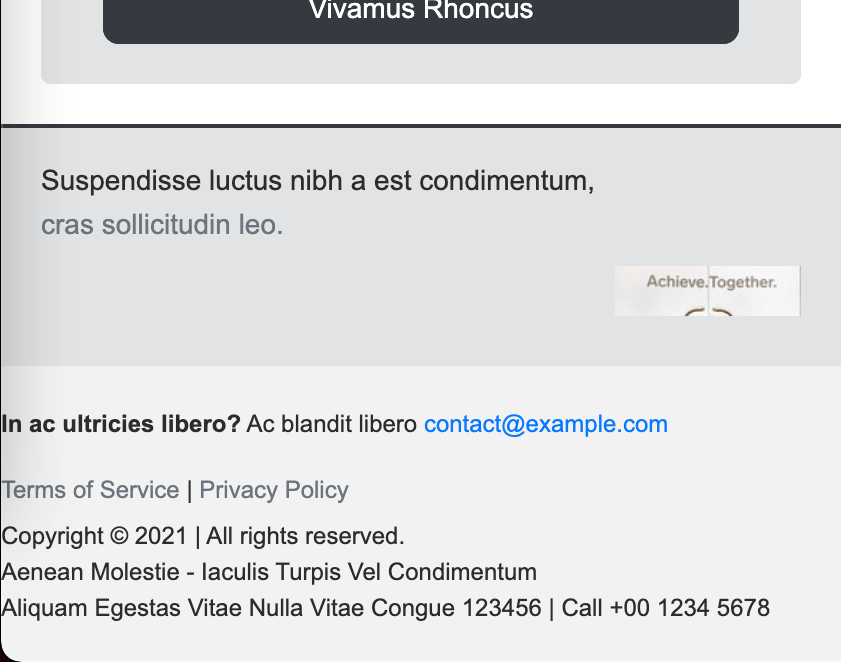 Vivamus Rhoncus
Suspendisse luctus nibh a est condimentum,
cras sollicitudin leo.
Achieve.Together.
In ac ultricies libero? Ac blandit libero contact@example.com
Terms of Service | Privacy Policy
Copyright © 2021 | All rights reserved.
Aenean Molestie - Iaculis Turpis Vel Condimentum
Aliquam Egestas Vitae Nulla Vitae Congue 123456 | Call +00 1234 5678